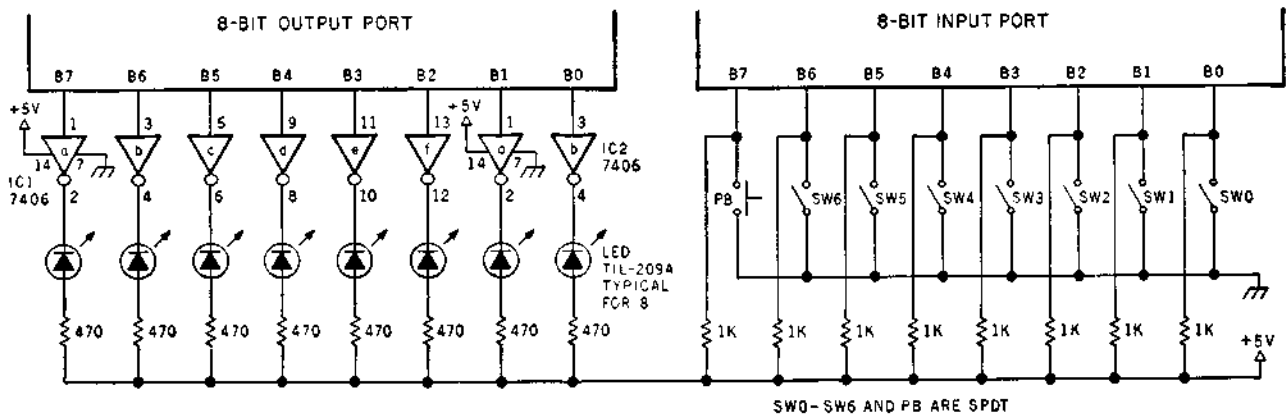 8-BIT OUTPUT PORT
8-BIT INPUT PORT
B7 B6 B5 B4 B3 B2 B1 B0
B7 B6 B5 B4 B3 B2 B1 B0
+5V
+5V
1 3 5 9 11 13 1 3
a b c d e f a b
14 7
14 7
IC1
7406
IC2
7406
2 4 6 8 10 12 2 4
PB SW6 SW5 SW4 SW3 SW2 SW1 SW0
LED
TIL-209A
TYPICAL
FOR 8
470 470 470 470 470 470 470 470
1K 1K 1K 1K 1K 1K 1K 1K
+5V
SW0-SW6 AND PB ARE SPDT